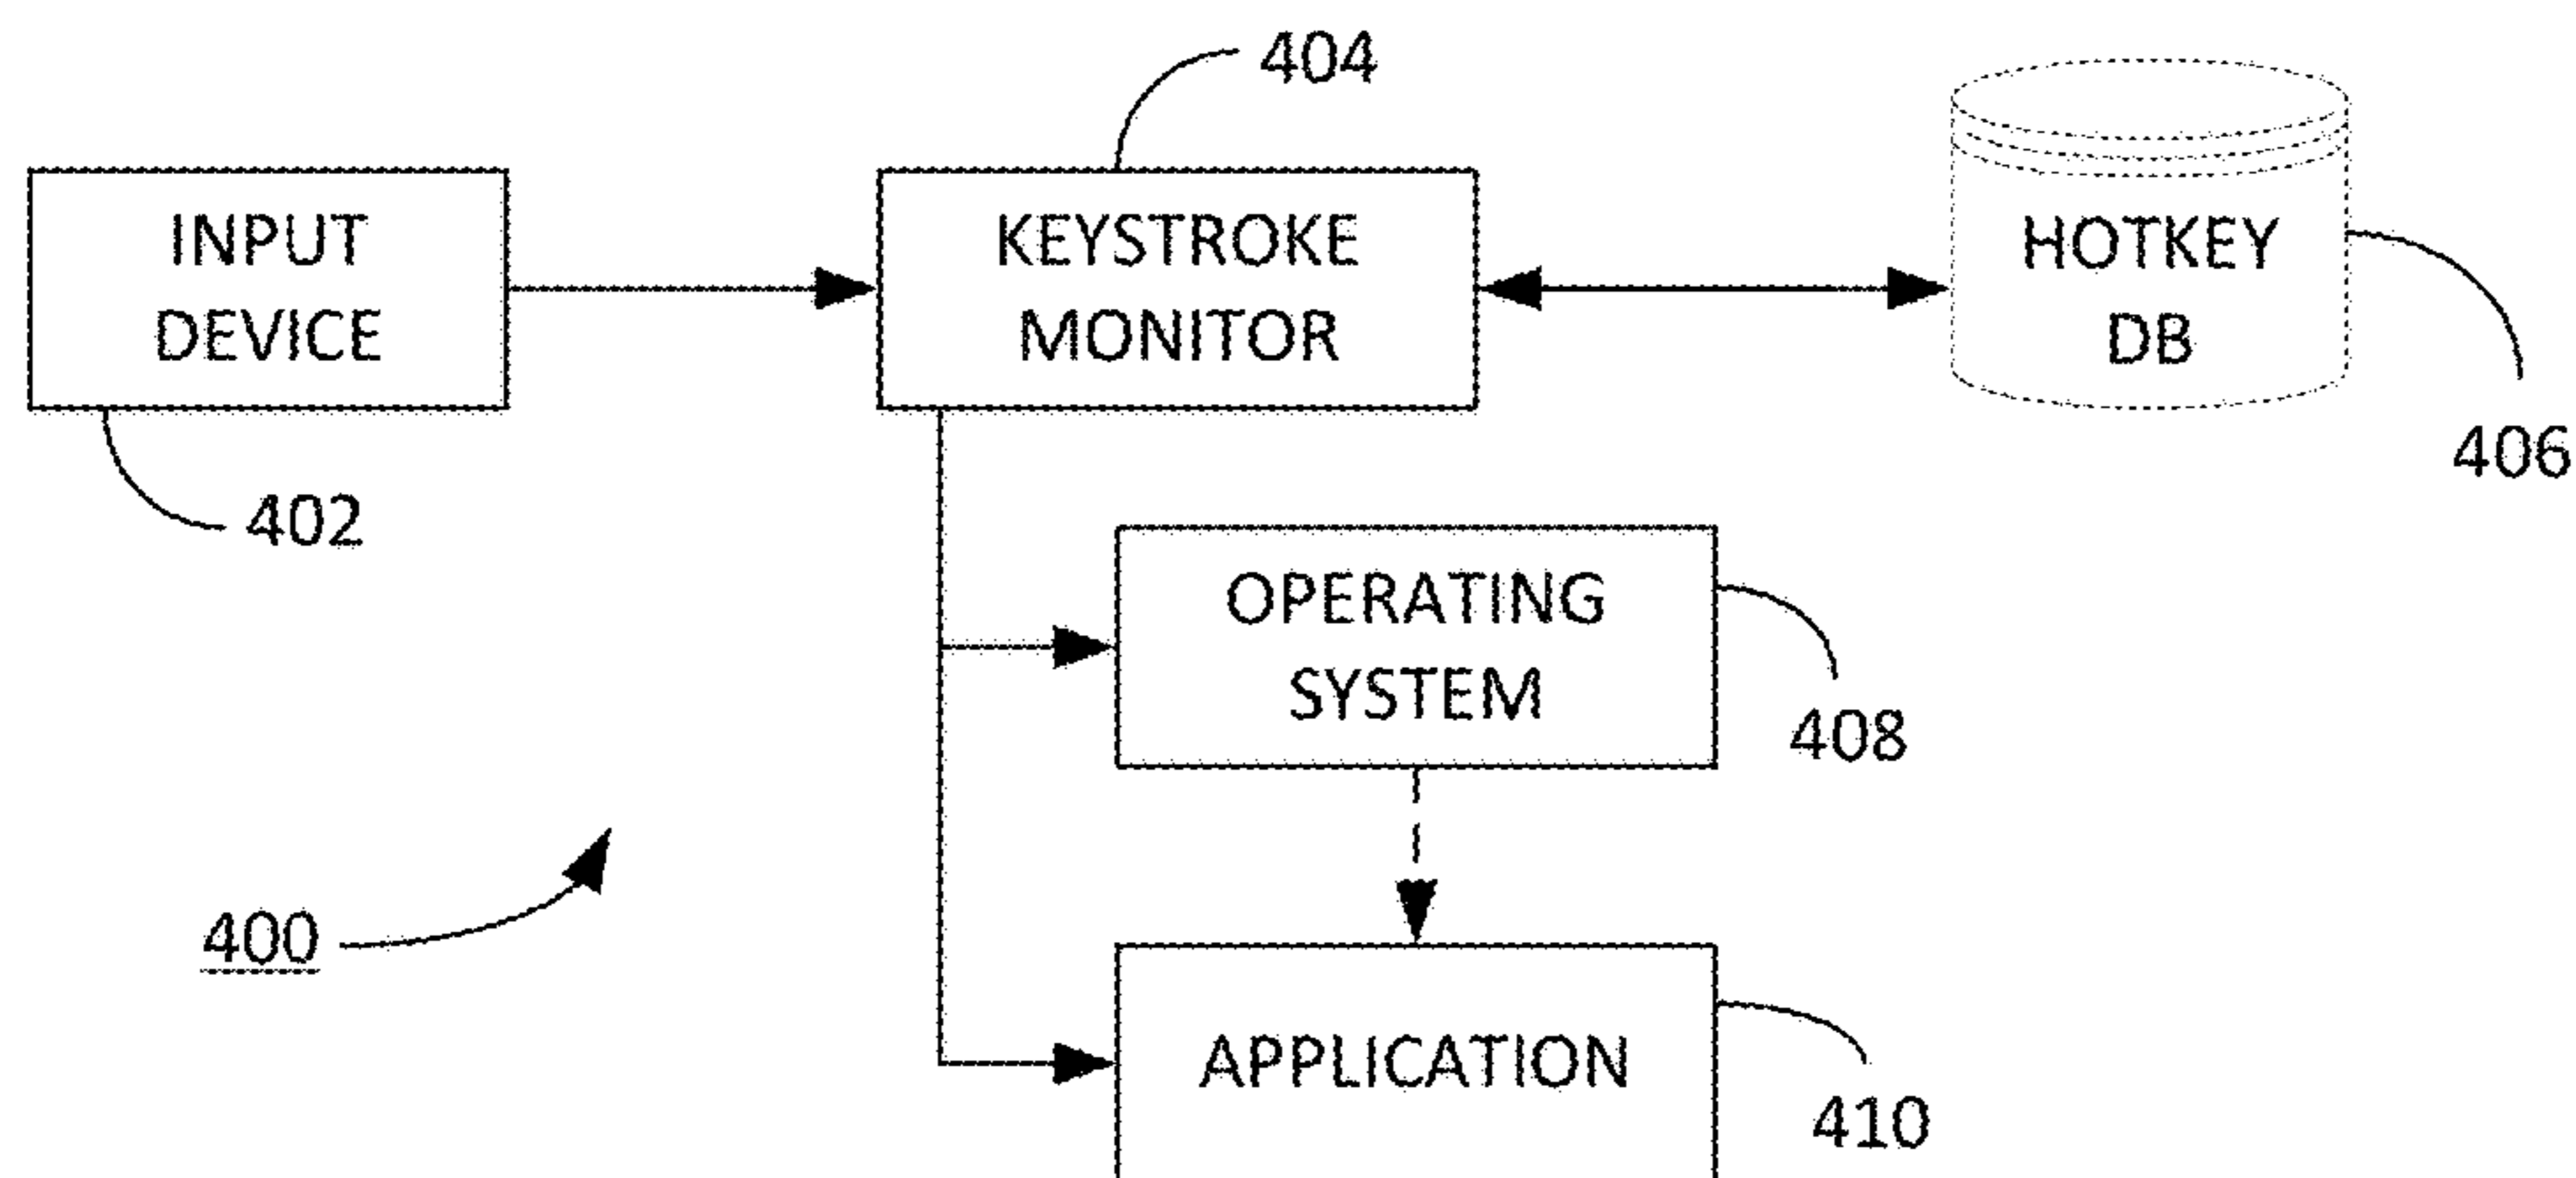 404
INPUT
DEVICE
KEYSTROKE
MONITOR
HOTKEY
DB
406
402
OPERATING
SYSTEM
408
400
APPLICATION
410